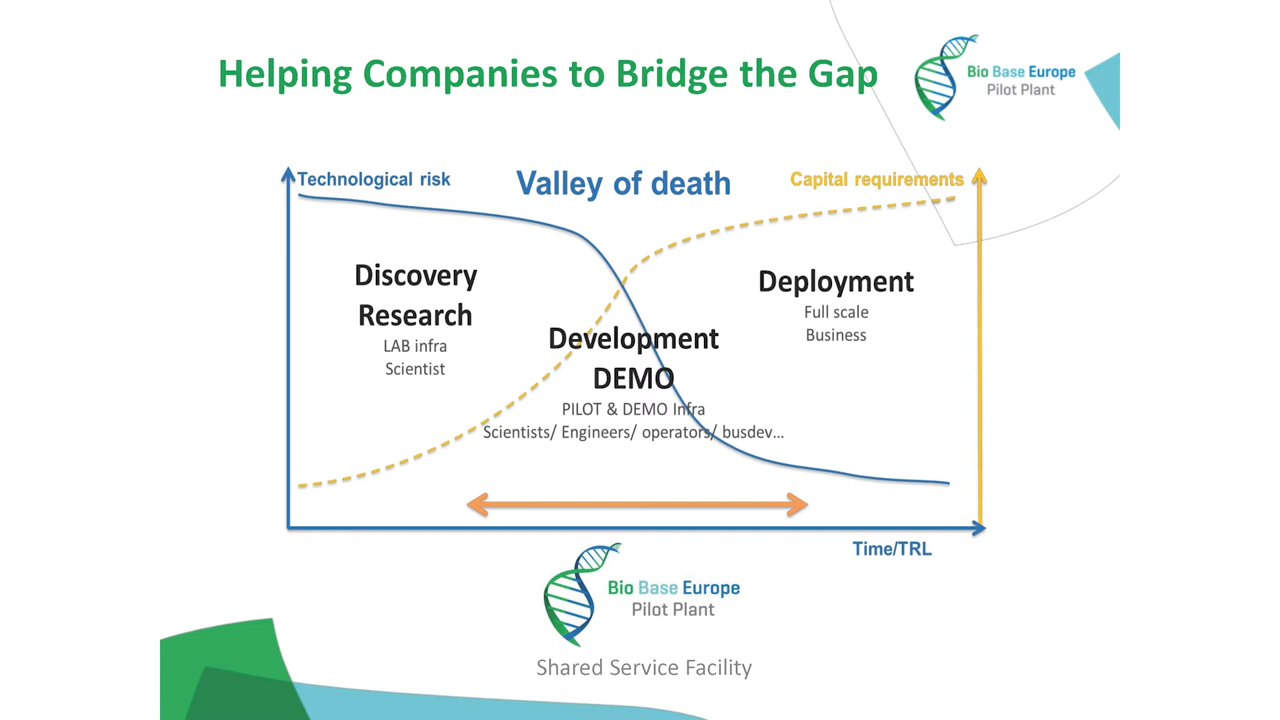 Helping Companies to Bridge the Gap
Bio Base Europe
Pilot Plant
Technological risk
Valley of death
Capital requirements
Discovery
Research
LAB infra
Scientist
Development
DEMO
PILOT & DEMO Infra
Scientists/ Engineers/ operators/ busdev...
Deployment
Full scale
Business
Time/TRL
Bio Base Europe
Pilot Plant
Shared Service Facility